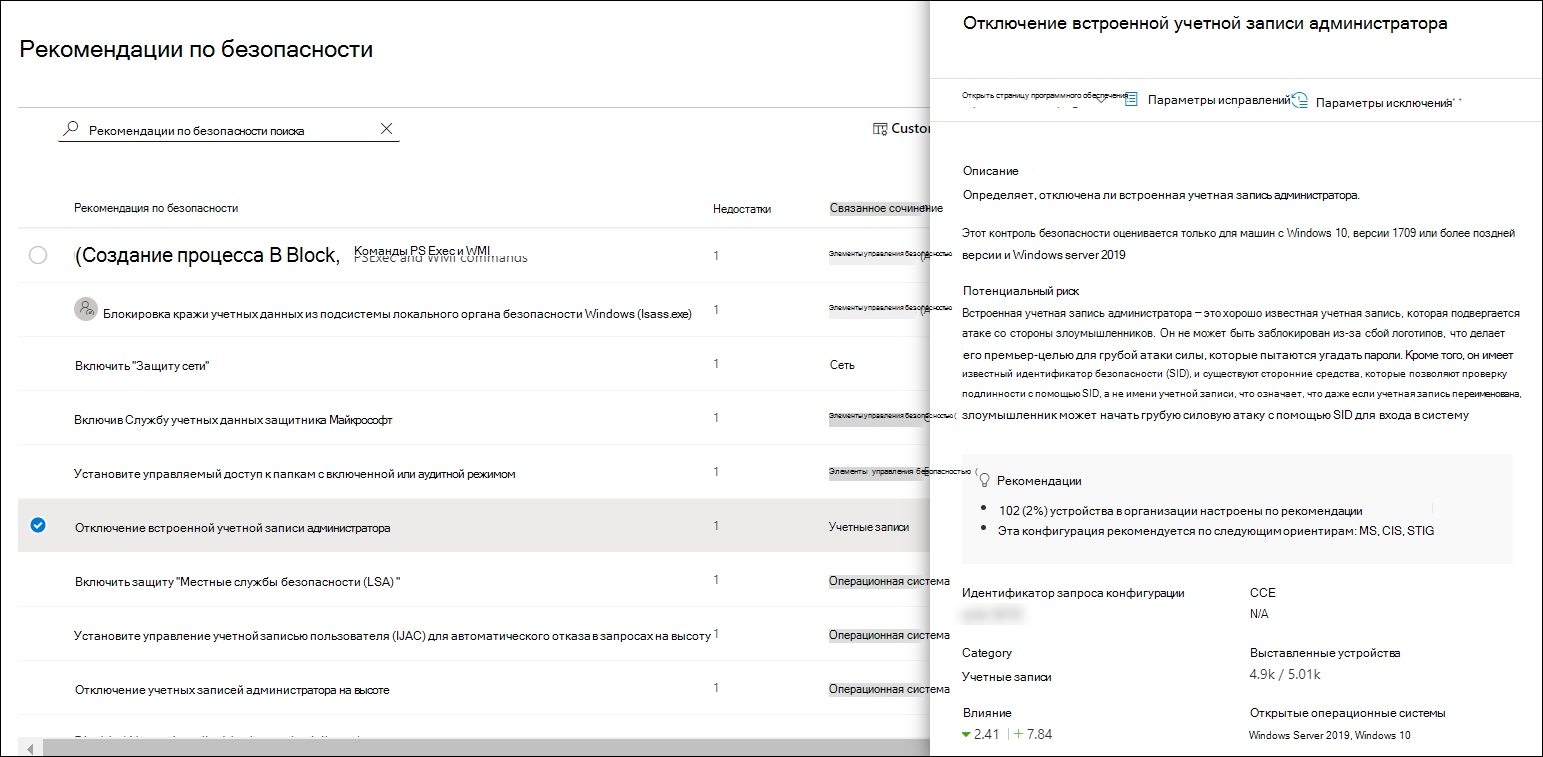 Рекомендации по безопасности
Рекомендации по безопасности поиска
Custor
Рекомендация по безопасности
Недостатки
Связанное сочинение
(Создание процесса В Block, Команды PS Exec и WMI
PSExec and WMI commands
1
Элементы управления безопасностью
Блокировка кражи учетных данных из подсистемы локального органа безопасности Windows (lsass.exe)
1
Элементы управления безопасностью
Включить "Защиту сети"
1
Сеть
Включив Службу учетных данных защитника Майкрософт
1
Элементы управления безопасностью (
Установите управляемый доступ к папкам с включенной или аудитной режимом
1
Элементы управления безопасностью (
Отключение встроенной учетной записи администратора
1
Учетные записи
Включить защиту "Местные службы безопасности (LSA) "
1
Операционная система
Установите управление учетной записью пользователя (IJAC) для автоматического отказа в запросах на высоту
1
Операционная система
Отключение учетных записей администратора на высоте
1
Операционная система
Отключение встроенной учетной записи администратора
Открыть страницу программного обеспечения
Параметры исправлений
Параметры исключения
Описание
Определяет, отключена ли встроенная учетная запись администратора.
Этот контроль безопасности оценивается только для машин с Windows 10, версии 1709 или более поздней
версии и Windows server 2019
Потенциальный риск
Встроенная учетная запись администратора — это хорошо известная учетная запись, которая подвергается
атаке со стороны злоумышленников. Он не может быть заблокирован из-за сбой логотипов, что делает
его премьер-целью для грубой атаки силы, которые пытаются угадать пароли. Кроме того, он имеет
известный идентификатор безопасности (SID), и существуют сторонние средства, которые позволяют проверку
подлинности с помощью SID, а не имени учетной записи, что означает, что даже если учетная запись переименована,
злоумышленник может начать грубую силовую атаку с помощью SID для входа в систему
Рекомендации
102 (2%) устройства в организации настроены по рекомендации
Эта конфигурация рекомендуется по следующим ориентирам: MS, CIS, STIG
Идентификатор запроса конфигурации
CCE
N/A
Category
Учетные записи
Выставленные устройства
4.9k / 5.01k
Влияние
2.41 | + 7.84
Открытые операционные системы
Windows Server 2019, Windows 10